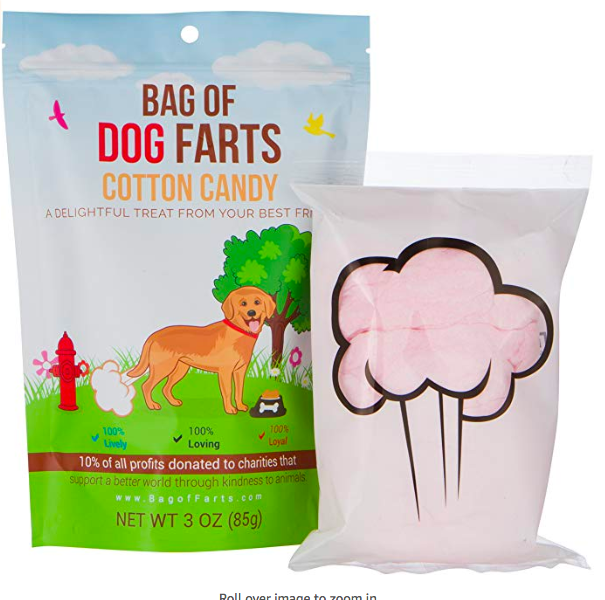 BAG OF
DOG FARTS
COTTON CANDY
A DELIGHTFUL TREAT FROM YOUR BEST
100%
Lively
100%
Loving
100%
Loyal
10% of all profits donated to charities that
support a better world through kindness to animals.
www.BagofFarts.com
NET WT 3 OZ (85g)
Roll over image to zoom in